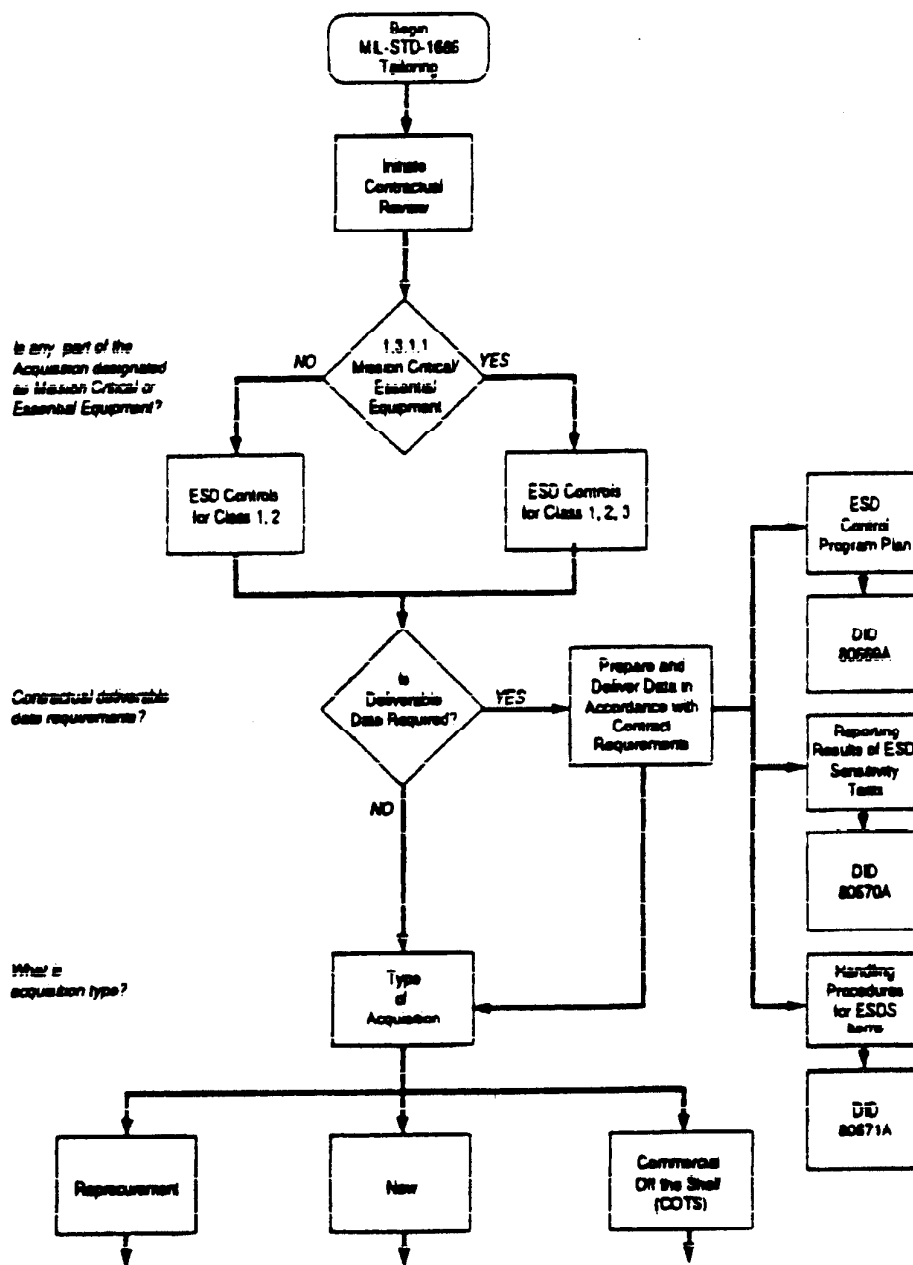 Begin
MIL-STD-1686
Tailoring
Initiate
Contractual
Review
Is any part of the
Acquisition designated
as Mission Critical or
Essential Equipment?
NO
1.3.1.1
Mission Critical/
Essential
Equipment
YES
ESD Controls
for Class 1, 2
ESD Controls
for Class 1, 2, 3
ESD
Control
Program Plan
DID
80669A
Contractual deliverable
data requirements?
Is
Deliverable
Data Required?
YES
NO
Prepare and
Deliver Data in
Accordance with
Contract
Requirements
Reporting
Results of ESD
Sensitivity
Tests
DID
80670A
What is
acquisition type?
Type
of
Acquisition
Handling
Procedures
for ESDS
Items
DID
80671A
Reprocurement
New
Commercial
Off the Shelf
(COTS)